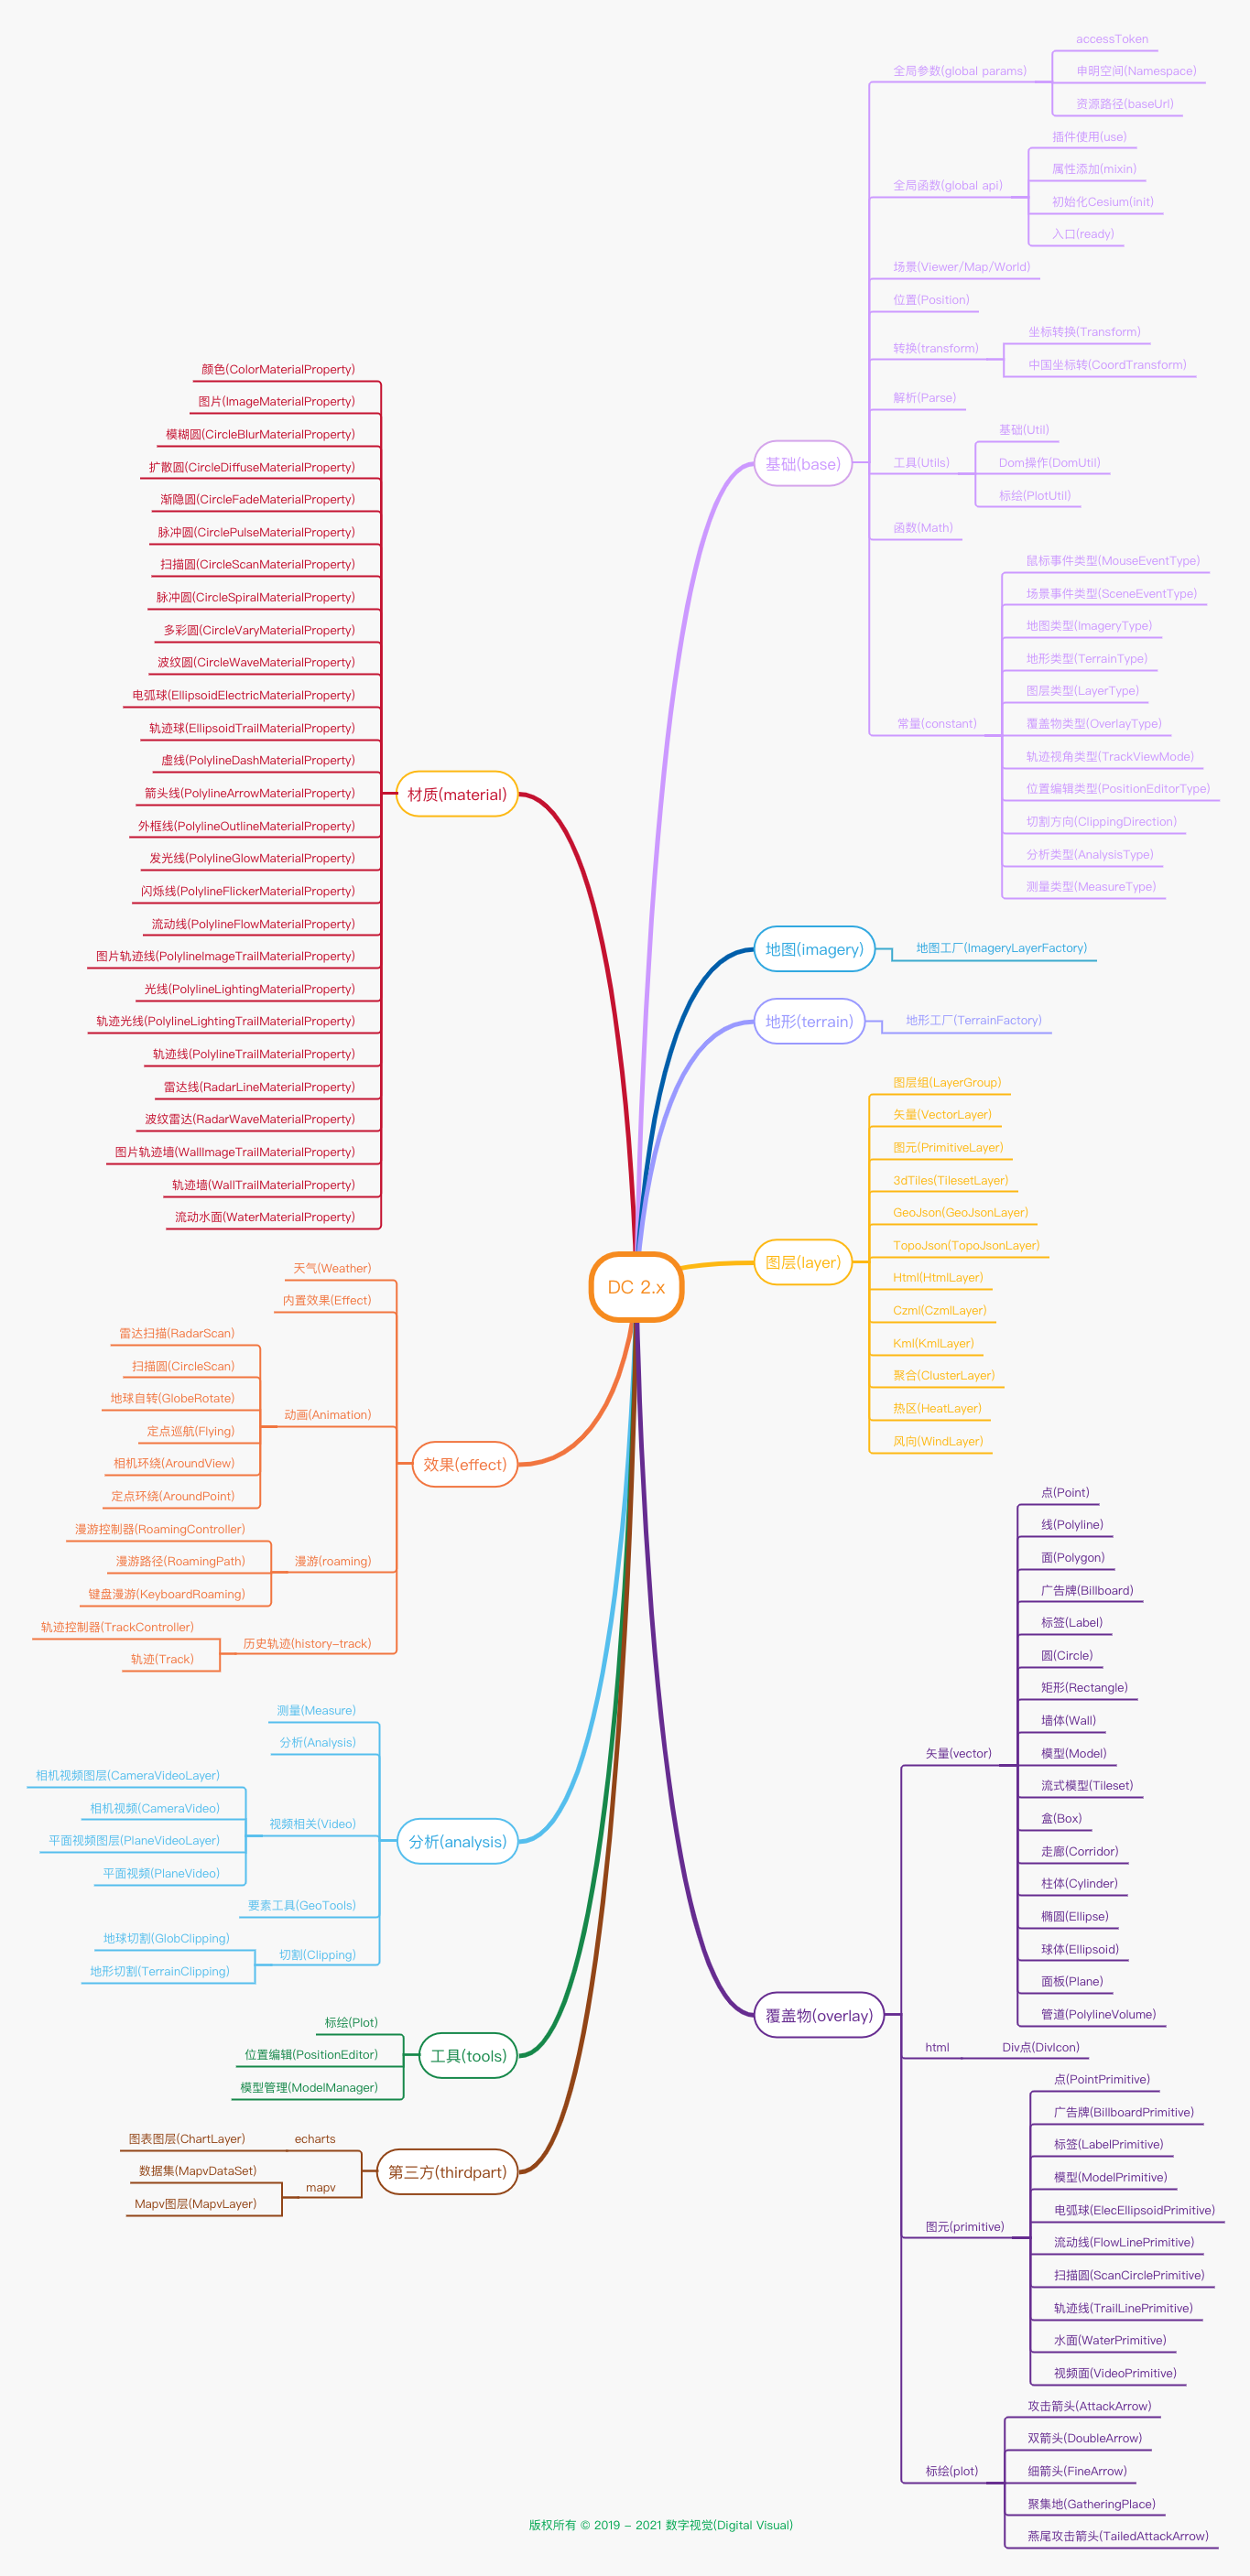 DC 2.x
基础(base)
全局参数(global params)
accessToken
申明空间(Namespace)
资源路径(baseUrl)
全局函数(global api)
插件使用(use)
属性添加(mixin)
初始化Cesium(init)
入口(ready)
场景(Viewer/Map/World)
位置(Position)
转换(transform)
坐标转换(Transform)
中国坐标转(CoordTransform)
解析(Parse)
工具(Utils)
基础(Util)
Dom操作(DomUtil)
标绘(PlotUtil)
函数(Math)
常量(constant)
鼠标事件类型(MouseEventType)
场景事件类型(SceneEventType)
地图类型(ImageryType)
地形类型(TerrainType)
图层类型(LayerType)
覆盖物类型(OverlayType)
轨迹视角类型(TrackViewMode)
位置编辑类型(PositionEditorType)
切割方向(ClippingDirection)
分析类型(AnalysisType)
测量类型(MeasureType)
地图(imagery)
地图工厂(ImageryLayerFactory)
地形(terrain)
地形工厂(TerrainFactory)
图层(layer)
图层组(LayerGroup)
矢量(VectorLayer)
图元(PrimitiveLayer)
3dTIles(TilesetLayer)
GeoJson(GeoJsonLayer)
TopoJson(TopoJsonLayer)
Html(HtmlLayer)
Czml(CzmlLayer)
Kml(KmlLayer)
聚合(ClusterLayer)
热区(HeatLayer)
风向(WindLayer)
覆盖物(overlay)
矢量(vector)
点(Point)
线(Polyline)
面(Polygon)
广告牌(Billboard)
标签(Label)
圆(Circle)
矩形(Rectangle)
墙体(Wall)
模型(Model)
流式模型(Tileset)
盒(Box)
走廊(Corridor)
柱体(Cylinder)
椭圆(Ellipse)
球体(Ellipsoid)
面板(Plane)
管道(PolylineVolume)
html
Div点(DivIcon)
图元(primitive)
点(PointPrimitive)
广告牌(BillboardPrimitive)
标签(LabelPrimitive)
模型(ModelPrimitive)
电弧球(ElecEllipsoidPrimitive)
流动线(FlowLinePrimitive)
扫描圆(ScanCirclePrimitive)
轨迹线(TrailLinePrimitive)
水面(WaterPrimitive)
视频面(VideoPrimitive)
标绘(plot)
攻击箭头(AttackArrow)
双箭头(DoubleArrow)
细箭头(FineArrow)
聚集地(GatheringPlace)
燕尾攻击箭头(TailedAttackArrow)
材质(material)
颜色(ColorMaterialProperty)
图片(ImageMaterialProperty)
模糊圆(CircleBlurMaterialProperty)
扩散圆(CircleDiffuseMaterialProperty)
渐隐圆(CircleFadeMaterialProperty)
脉冲圆(CirclePulseMaterialProperty)
扫描圆(CircleScanMaterialProperty)
脉冲圆(CircleSpiralMaterialProperty)
多彩圆(CircleVaryMaterialProperty)
波纹圆(CircleWaveMaterialProperty)
电弧球(EllipsoidElectricMaterialProperty)
轨迹球(EllipsoidTrailMaterialProperty)
虚线(PolylineDashMaterialProperty)
箭头线(PolylineArrowMaterialProperty)
外框线(PolylineOutlineMaterialProperty)
发光线(PolylineGlowMaterialProperty)
闪烁线(PolylineFlickerMaterialProperty)
流动线(PolylineFlowMaterialProperty)
图片轨迹线(PolylineImageTrailMaterialProperty)
光线(PolylineLightingMaterialProperty)
轨迹光线(PolylineLightingTrailMaterialProperty)
轨迹线(PolylineTrailMaterialProperty)
雷达线(RadarLineMaterialProperty)
波纹雷达(RadarWaveMaterialProperty)
图片轨迹墙(WallImageTrailMaterialProperty)
轨迹墙(WallTrailMaterialProperty)
流动水面(WaterMaterialProperty)
效果(effect)
天气(Weather)
内置效果(Effect)
动画(Animation)
雷达扫描(RadarScan)
扫描圆(CircleScan)
地球自转(GlobeRotate)
定点巡航(Flying)
相机环绕(AroundView)
定点环绕(AroundPoint)
漫游(roaming)
漫游控制器(RoamingController)
漫游路径(RoamingPath)
键盘漫游(KeyboardRoaming)
历史轨迹(history-track)
轨迹控制器(TrackController)
轨迹(Track)
分析(analysis)
测量(Measure)
分析(Analysis)
视频相关(Video)
相机视频图层(CameraVideoLayer)
相机视频(CameraVideo)
平面视频图层(PlaneVideoLayer)
平面视频(PlaneVideo)
要素工具(GeoTools)
切割(Clipping)
地球切割(GlobClipping)
地形切割(TerrainClipping)
工具(tools)
标绘(Plot)
位置编辑(PositionEditor)
模型管理(ModelManager)
第三方(thirdpart)
echarts
图表图层(ChartLayer)
mapv
数据集(MapvDataSet)
Mapv图层(MapvLayer)
版权所有 © 2019 - 2021 数字视觉(Digital Visual)